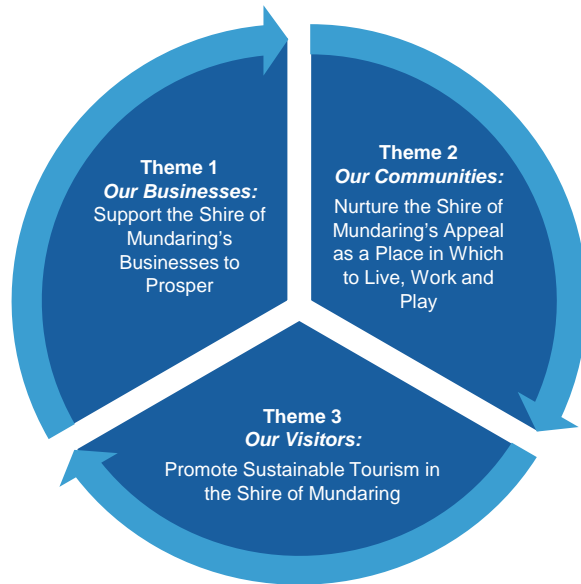 Theme 1
Our Businesses:
Support the Shire of
Mundaring’s
Businesses to
Prosper
Theme 2
Our Communities:
Nurture the Shire of
Mundaring’s Appeal
as a Place in Which
to Live, Work and
Play
Theme 3
Our Visitors:
Promote Sustainable Tourism in
the Shire of Mundaring